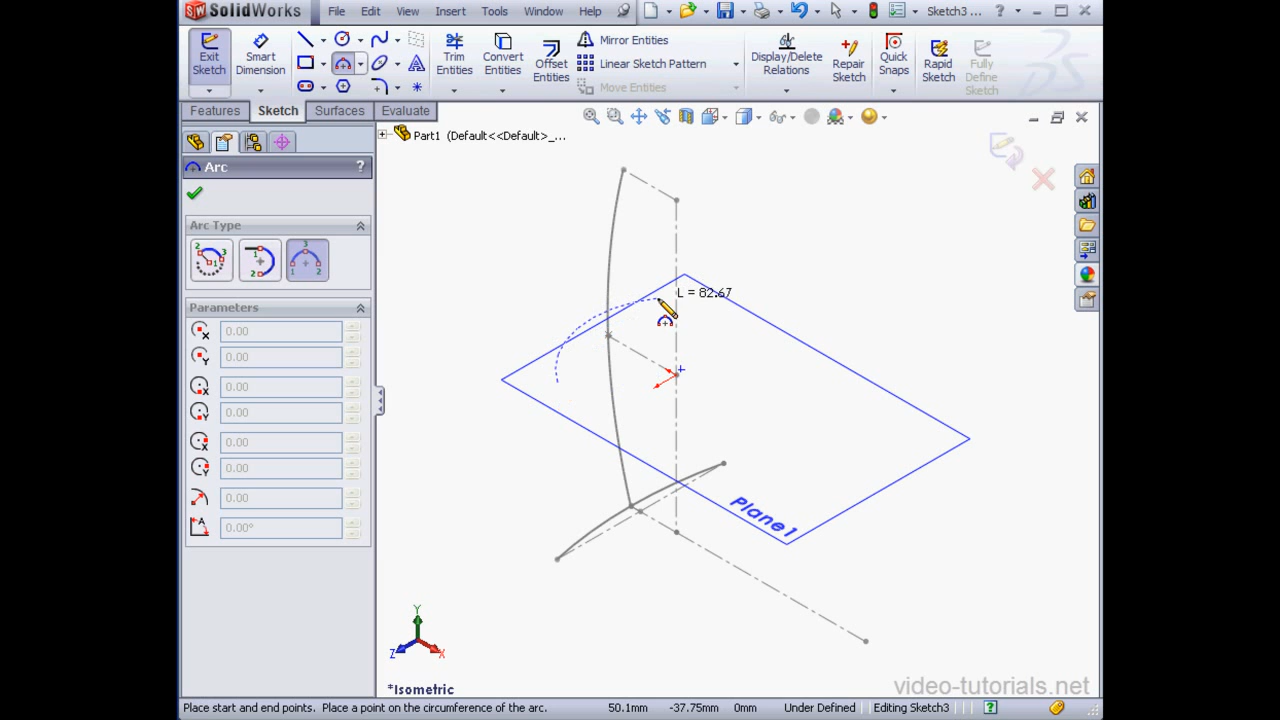 SolidWorks File Edit View Insert Tools Window Help Sketch3 ... ?
Exit Sketch
Smart Dimension
Trim Entities
Convert Entities
Offset Entities
Mirror Entities
Linear Sketch Pattern
Move Entities
Display/Delete Relations
Repair Sketch
Quick Snaps
Rapid Sketch
Fully Define Sketch
Features Sketch Surfaces Evaluate
Part1 (Default<<Default>_...
Arc ?
Arc Type
Parameters
0.00
0.00
0.00
0.00
0.00
0.00
0.00
0.00°
L = 82.67
Plane1
Y
Z
X
*Isometric
video-tutorials.net
Place start and end points. Place a point on the circumference of the arc. 50.1mm -37.75mm 0mm Under Defined Editing Sketch3